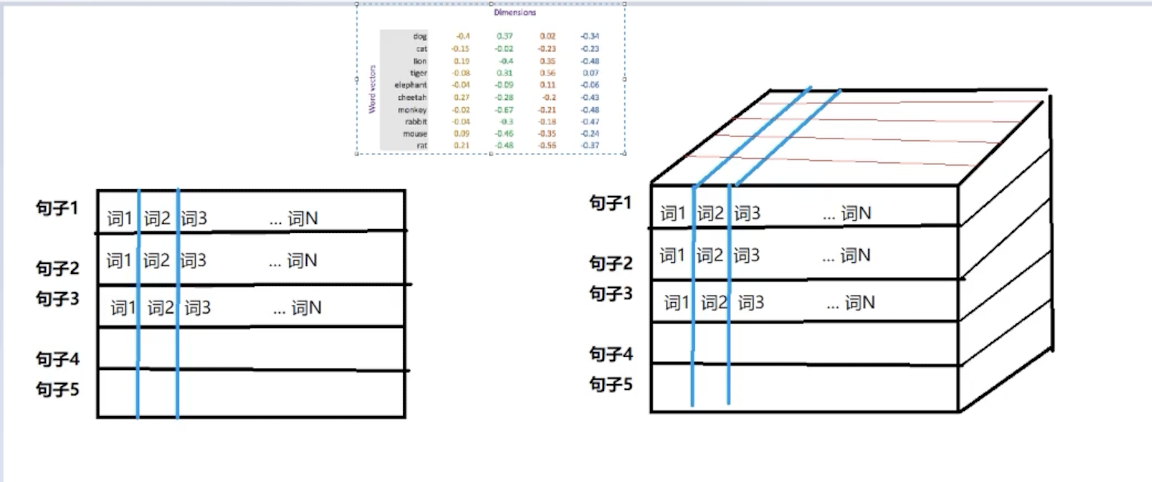 Dimensions
dog -0.4 0.37 0.02 -0.34
cat -0.15 -0.02 -0.23 -0.23
lion 0.19 -0.4 0.35 -0.48
tiger -0.08 0.31 0.56 0.07
elephant -0.04 -0.09 0.11 -0.06
cheetah 0.27 -0.28 -0.2 -0.43
monkey -0.02 -0.67 -0.21 -0.48
rabbit -0.04 -0.3 -0.18 -0.47
mouse 0.09 -0.46 -0.35 -0.24
rat 0.21 -0.48 -0.56 -0.37
Word vectors
句子1 词1 词2 词3 ... 词N
句子2 词1 词2 词3 ... 词N
句子3 词1 词2 词3 ... 词N
句子4
句子5
句子1 词1 词2 词3 ... 词N
句子2 词1 词2 词3 ... 词N
句子3 词1 词2 词3 ... 词N
句子4
句子5